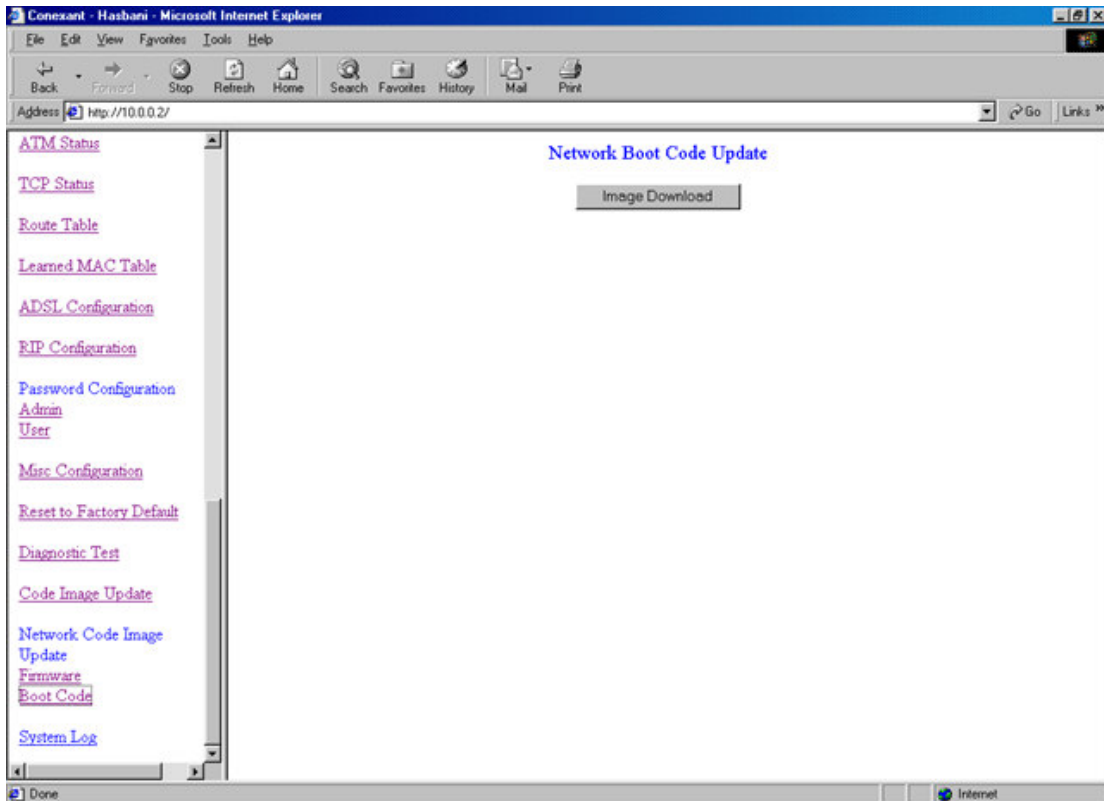 Conexant - Hasbani - Microsoft Internet Explorer
File Edit View Favorites Tools Help
Back Forward Stop Refresh Home Search Favorites History Mail Print
Address http://10.0.0.2/ Go Links »
ATM Status
TCP Status
Route Table
Learned MAC Table
ADSL Configuration
RIP Configuration
Password Configuration
Admin
User
Misc Configuration
Reset to Factory Default
Diagnostic Test
Code Image Update
Network Code Image
Update
Firmware
Boot Code
System Log
Network Boot Code Update
Image Download
Done Internet